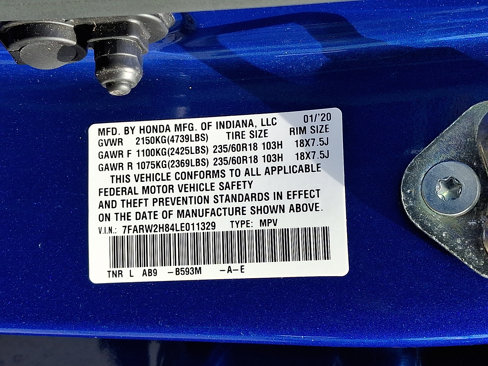 MFD. BY HONDA MFG. OF INDIANA, LLC 01/'20
GVWR 2150KG(4739LBS) TIRE SIZE RIM SIZE
GAWR F 1100KG(2425LBS) 235/60R18 103H 18X7.5J
GAWR R 1075KG(2369LBS) 235/60R18 103H 18X7.5J
THIS VEHICLE CONFORMS TO ALL APPLICABLE
FEDERAL MOTOR VEHICLE SAFETY
AND THEFT PREVENTION STANDARDS IN EFFECT
ON THE DATE OF MANUFACTURE SHOWN ABOVE.
V.I.N.: 7FARW2H84LE011329 TYPE: MPV
TNR L AB9 -B593M -A-E